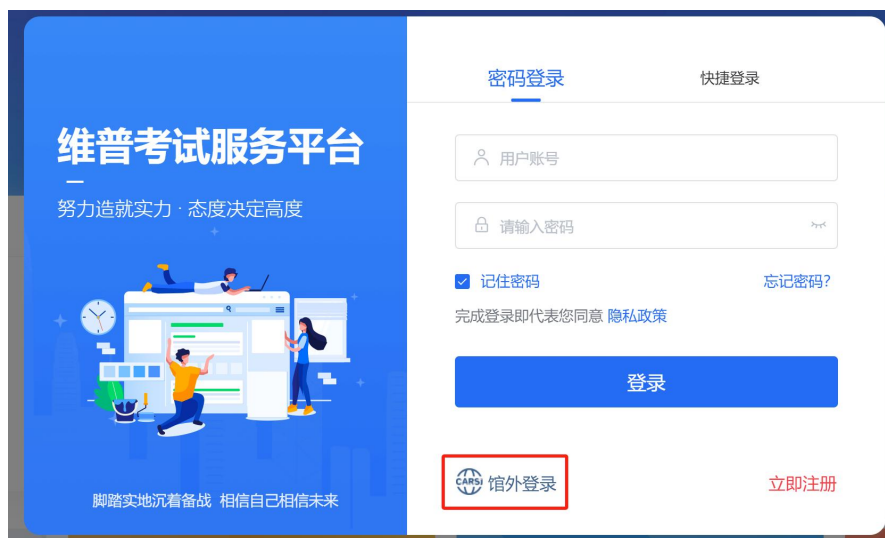 维普考试服务平台
努力造就实力 · 态度决定高度
脚踏实地沉着备战 相信自己相信未来
密码登录
快捷登录
用户账号
请输入密码
记住密码
忘记密码?
完成登录即代表您同意 隐私政策
登录
CARSI 馆外登录
立即注册